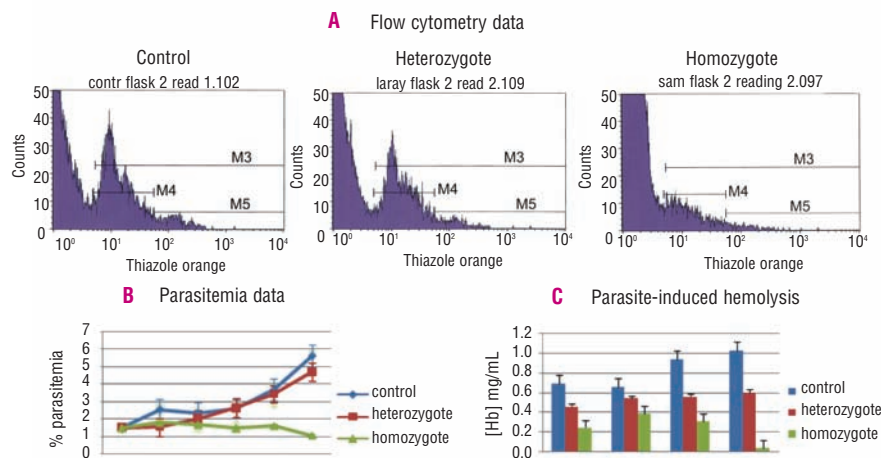 A Flow cytometry data
Control
contr flask 2 read 1.102
50
40
30
20
10
0
Counts
M3
M4
M5
10⁰ 10¹ 10² 10³ 10⁴
Thiazole orange
Heterozygote
laray flask 2 read 2.109
50
40
30
20
10
0
Counts
M3
M4
M5
10⁰ 10¹ 10² 10³ 10⁴
Thiazole orange
Homozygote
sam flask 2 reading 2.097
50
40
30
20
10
0
Counts
M3
M4
M5
10⁰ 10¹ 10² 10³ 10⁴
Thiazole orange
B Parasitemia data
7
6
5
4
3
2
1
0
% parasitemia
control
heterozygote
homozygote
C Parasite-induced hemolysis
1.2
1.0
0.8
0.6
0.4
0.2
0.0
[Hb] mg/mL
control
heterozygote
homozygote